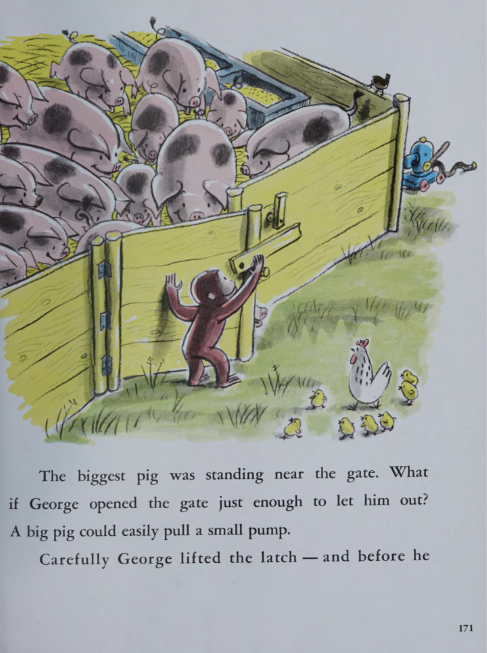 The biggest pig was standing near the gate. What
if George opened the gate just enough to let him out?
A big pig could easily pull a small pump.
Carefully George lifted the latch — and before he
171